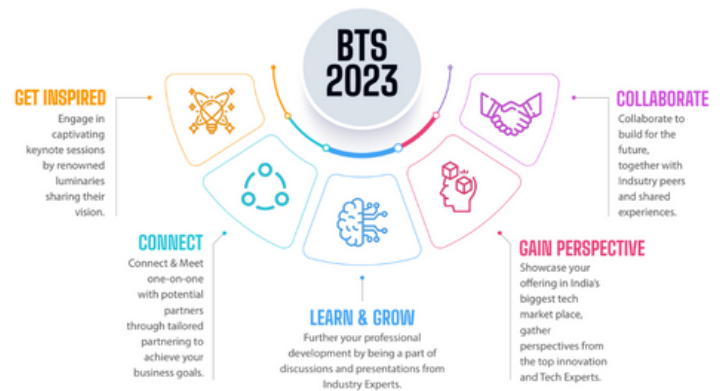 BTS
2023
GET INSPIRED
Engage in
captivating
keynote sessions
by renowned
luminaries
sharing their
vision.
CONNECT
Connect & Meet
one-on-one
with potential
partners
through tailored
partnering to
achieve your
business goals.
LEARN & GROW
Further your professional
development by being a part of
discussions and presentations from
Industry Experts.
GAIN PERSPECTIVE
Showcase your
offering in India's
biggest tech
market place,
gather
perspectives from
the top innovation
and Tech Experts.
COLLABORATE
Collaborate to
build for the
future,
together with
Indsutry peers
and shared
experiences.